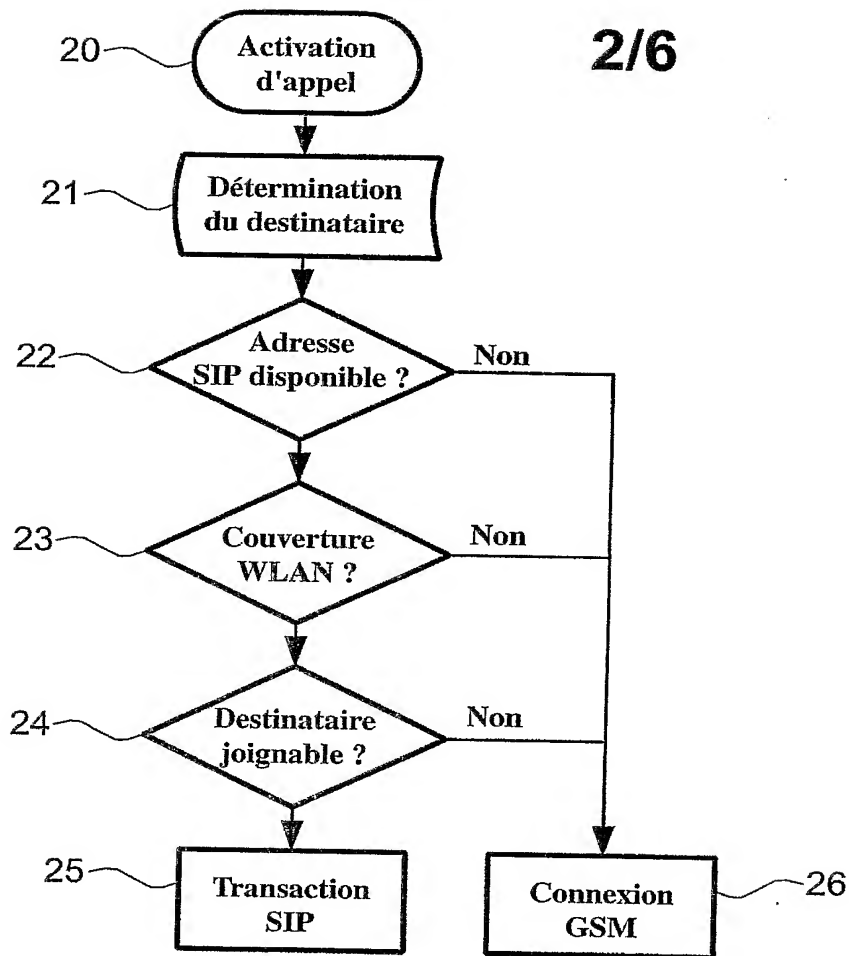 2/6
20
Activation
d'appel
21
Détermination
du destinataire
22
Adresse
SIP disponible ?
Non
23
Couverture
WLAN ?
Non
24
Destinataire
joignable ?
Non
25
Transaction
SIP
Connexion
GSM
26